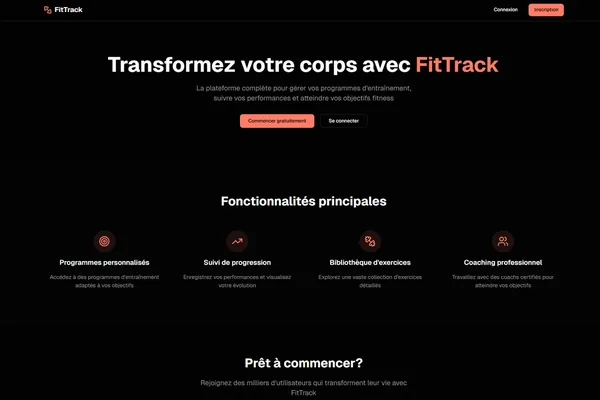 FitTrack
Connexion
Inscription
Transformez votre corps avec FitTrack
La plateforme complète pour gérer vos programmes d'entraînement,
suivre vos performances et atteindre vos objectifs fitness
Commencer gratuitement
Se connecter
Fonctionnalités principales
Programmes personnalisés
Accédez à des programmes d'entraînement
adaptés à vos objectifs
Suivi de progression
Enregistrez vos performances et visualisez
votre évolution
Bibliothèque d'exercices
Explorez une vaste collection d'exercices
détaillés
Coaching professionnel
Travaillez avec des coachs certifiés pour
atteindre vos objectifs
Prêt à commencer?
Rejoignez des milliers d'utilisateurs qui transforment leur vie avec
FitTrack